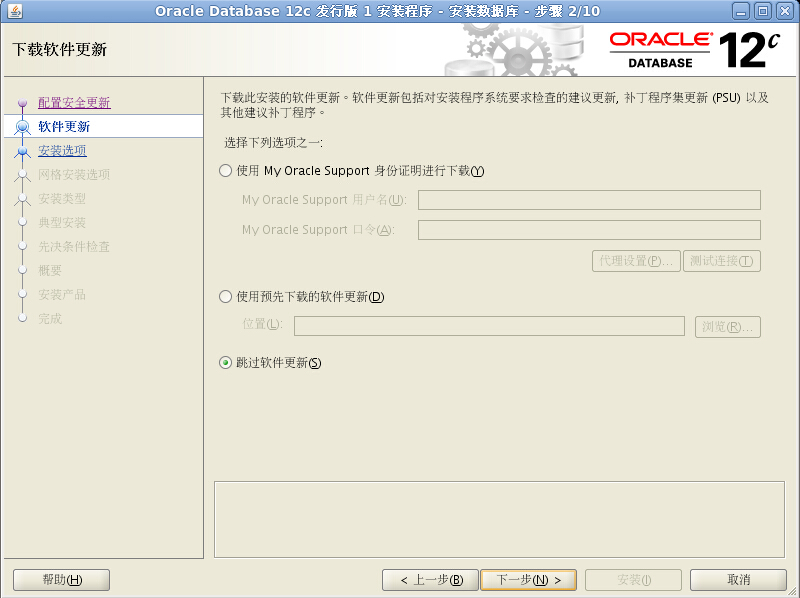 Oracle Database 12c 发行版 1 安装程序 - 安装数据库 - 步骤 2/10
下载软件更新
ORACLE
DATABASE
12c
配置安全更新
软件更新
安装选项
网格安装选项
安装类型
典型安装
先决条件检查
概要
安装产品
完成
下载此安装的软件更新。软件更新包括对安装程序系统要求检查的建议更新, 补丁程序集更新 (PSU) 以及
其他建议补丁程序。
选择下列选项之一:
使用 My Oracle Support 身份证明进行下载(Y)
My Oracle Support 用户名(U):
My Oracle Support 口令(A):
代理设置(P)... 测试连接(T)
使用预先下载的软件更新(D)
位置(L): 浏览(R)...
跳过软件更新(S)
帮助(H) < 上一步(B) 下一步(N) > 安装(I) 取消